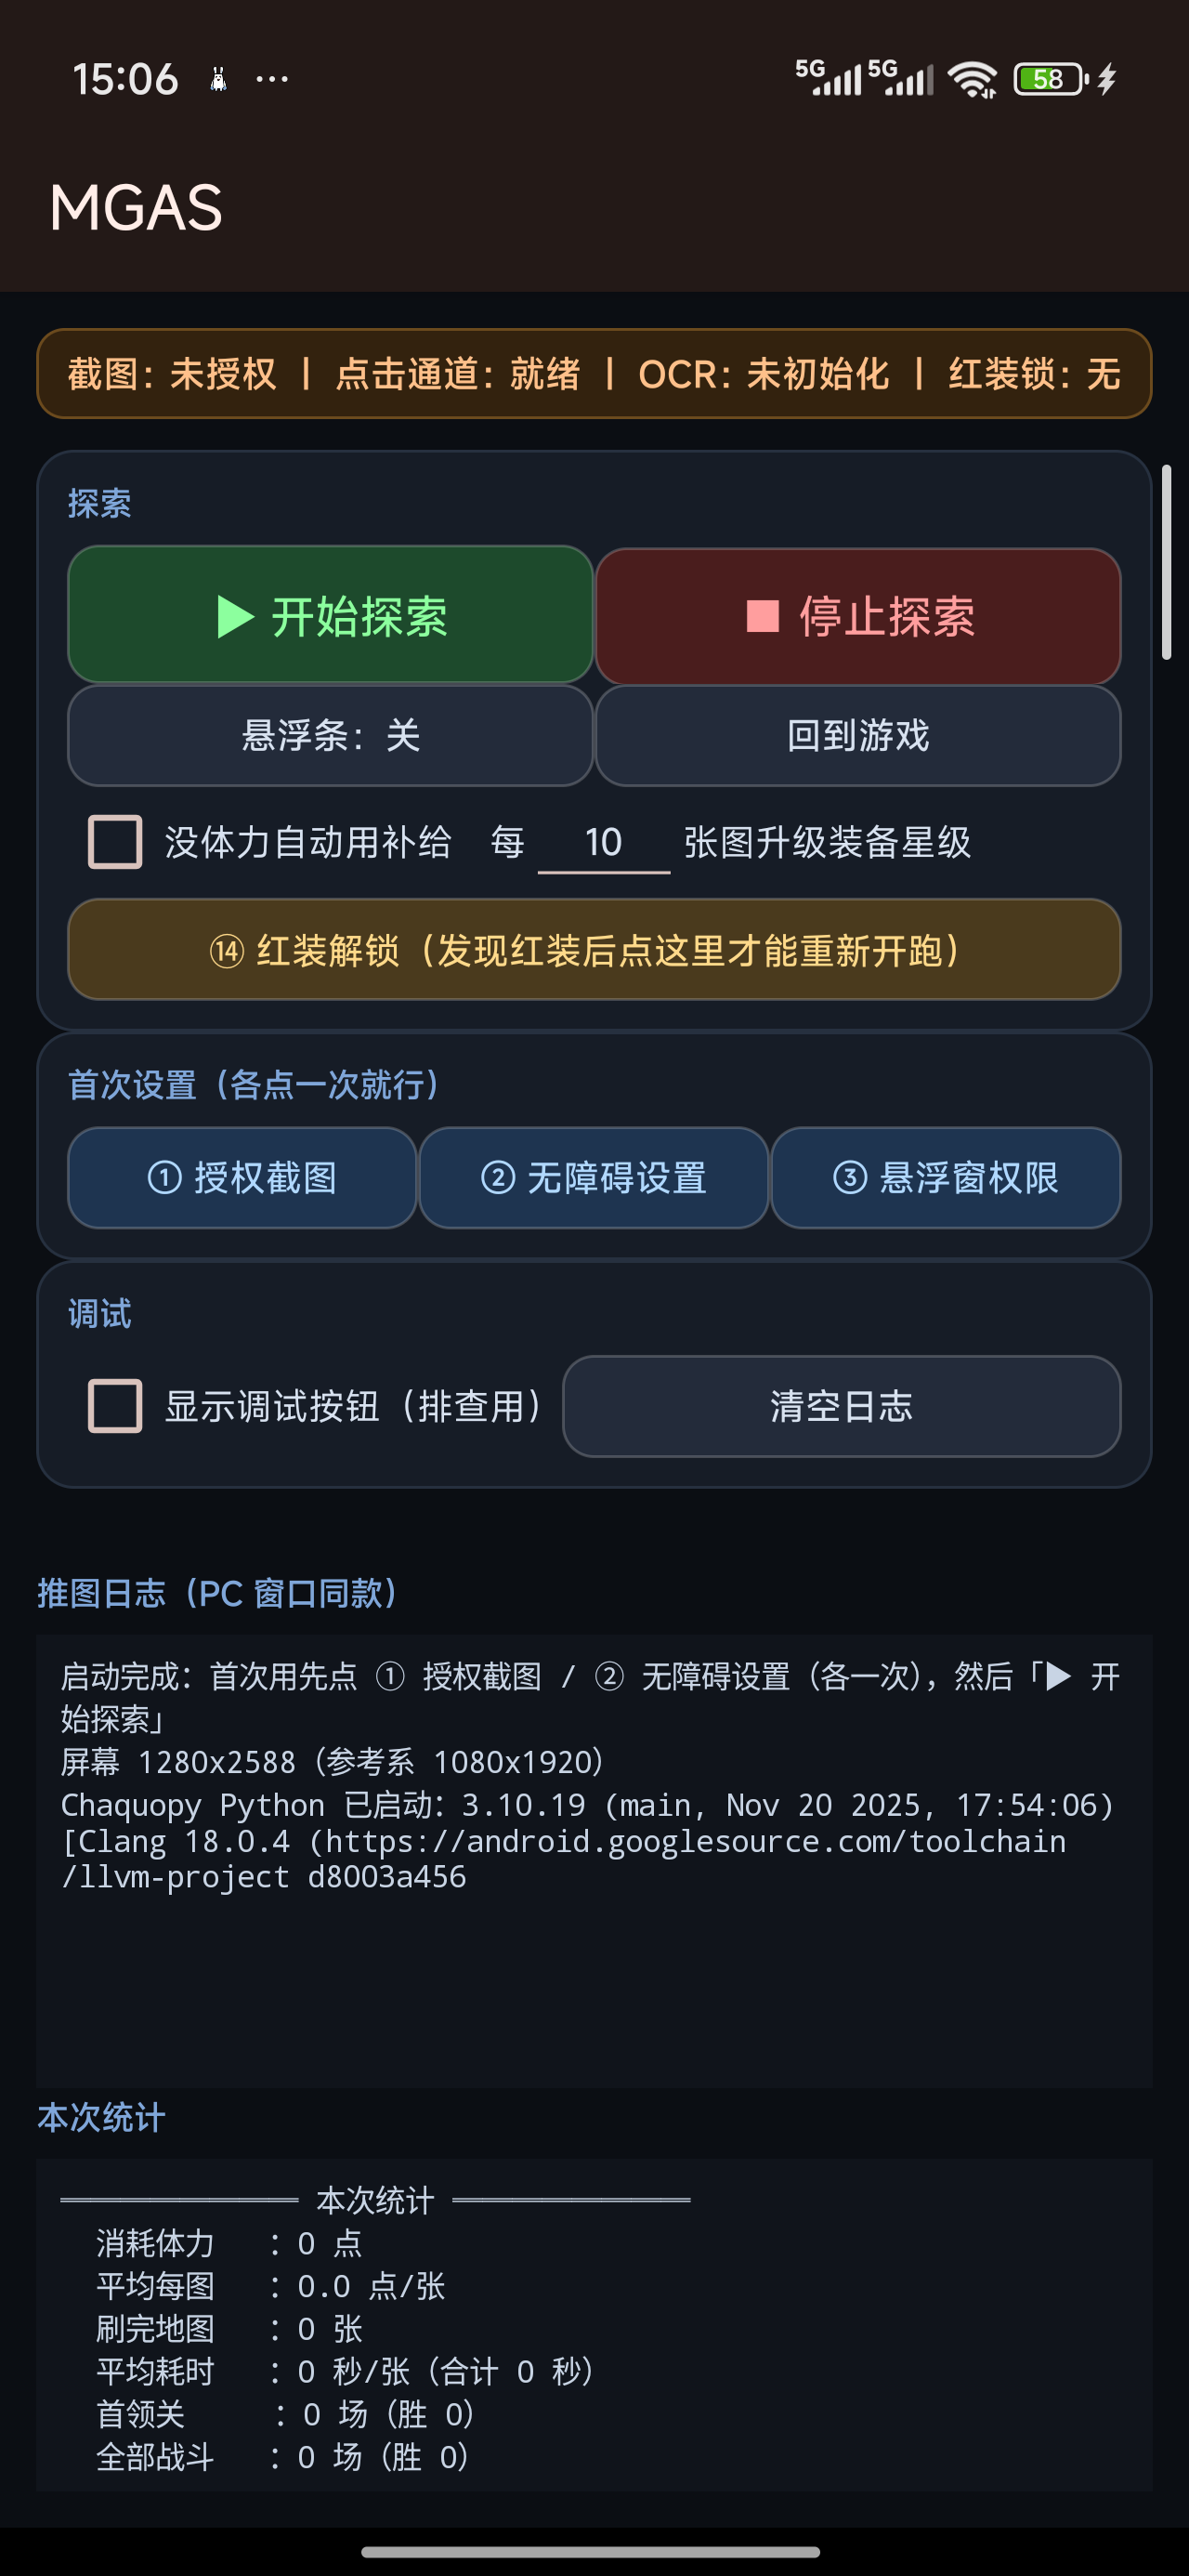 15:06 ··· 5G 5G 58
MGAS
截图：未授权 | 点击通道：就绪 | OCR：未初始化 | 红装锁：无
探索
▶ 开始探索 ■ 停止探索
悬浮条：关 回到游戏
没体力自动用补给 每 10 张图升级装备星级
⑭ 红装解锁（发现红装后点这里才能重新开跑）
首次设置（各点一次就行）
① 授权截图 ② 无障碍设置 ③ 悬浮窗权限
调试
显示调试按钮（排查用） 清空日志
推图日志（PC 窗口同款）
启动完成：首次用先点 ① 授权截图 / ② 无障碍设置（各一次），然后「▶ 开
始探索」
屏幕 1280x2588（参考系 1080x1920）
Chaquopy Python 已启动：3.10.19 (main, Nov 20 2025, 17:54:06)
[Clang 18.0.4 (https://android.googlesource.com/toolchain
/llvm-project d8003a456
本次统计
════════ 本次统计 ════════
消耗体力 ：0 点
平均每图 ：0.0 点/张
刷完地图 ：0 张
平均耗时 ：0 秒/张（合计 0 秒）
首领关 ：0 场（胜 0）
全部战斗 ：0 场（胜 0）